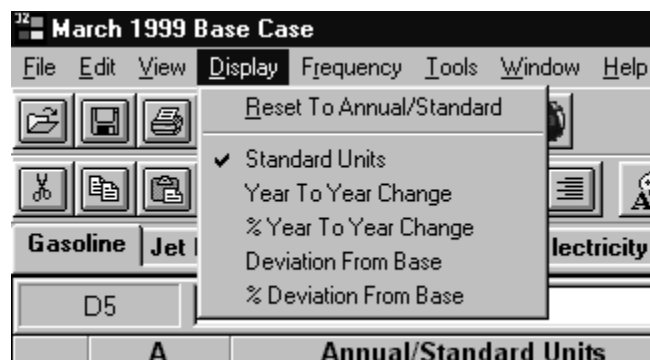 March 1999 Base Case
File Edit View Display Frequency Tools Window Help
Reset To Annual/Standard
Standard Units
Year To Year Change
% Year To Year Change
Deviation From Base
% Deviation From Base
Gasoline Jet lectricity
D5
A Annual/Standard Units